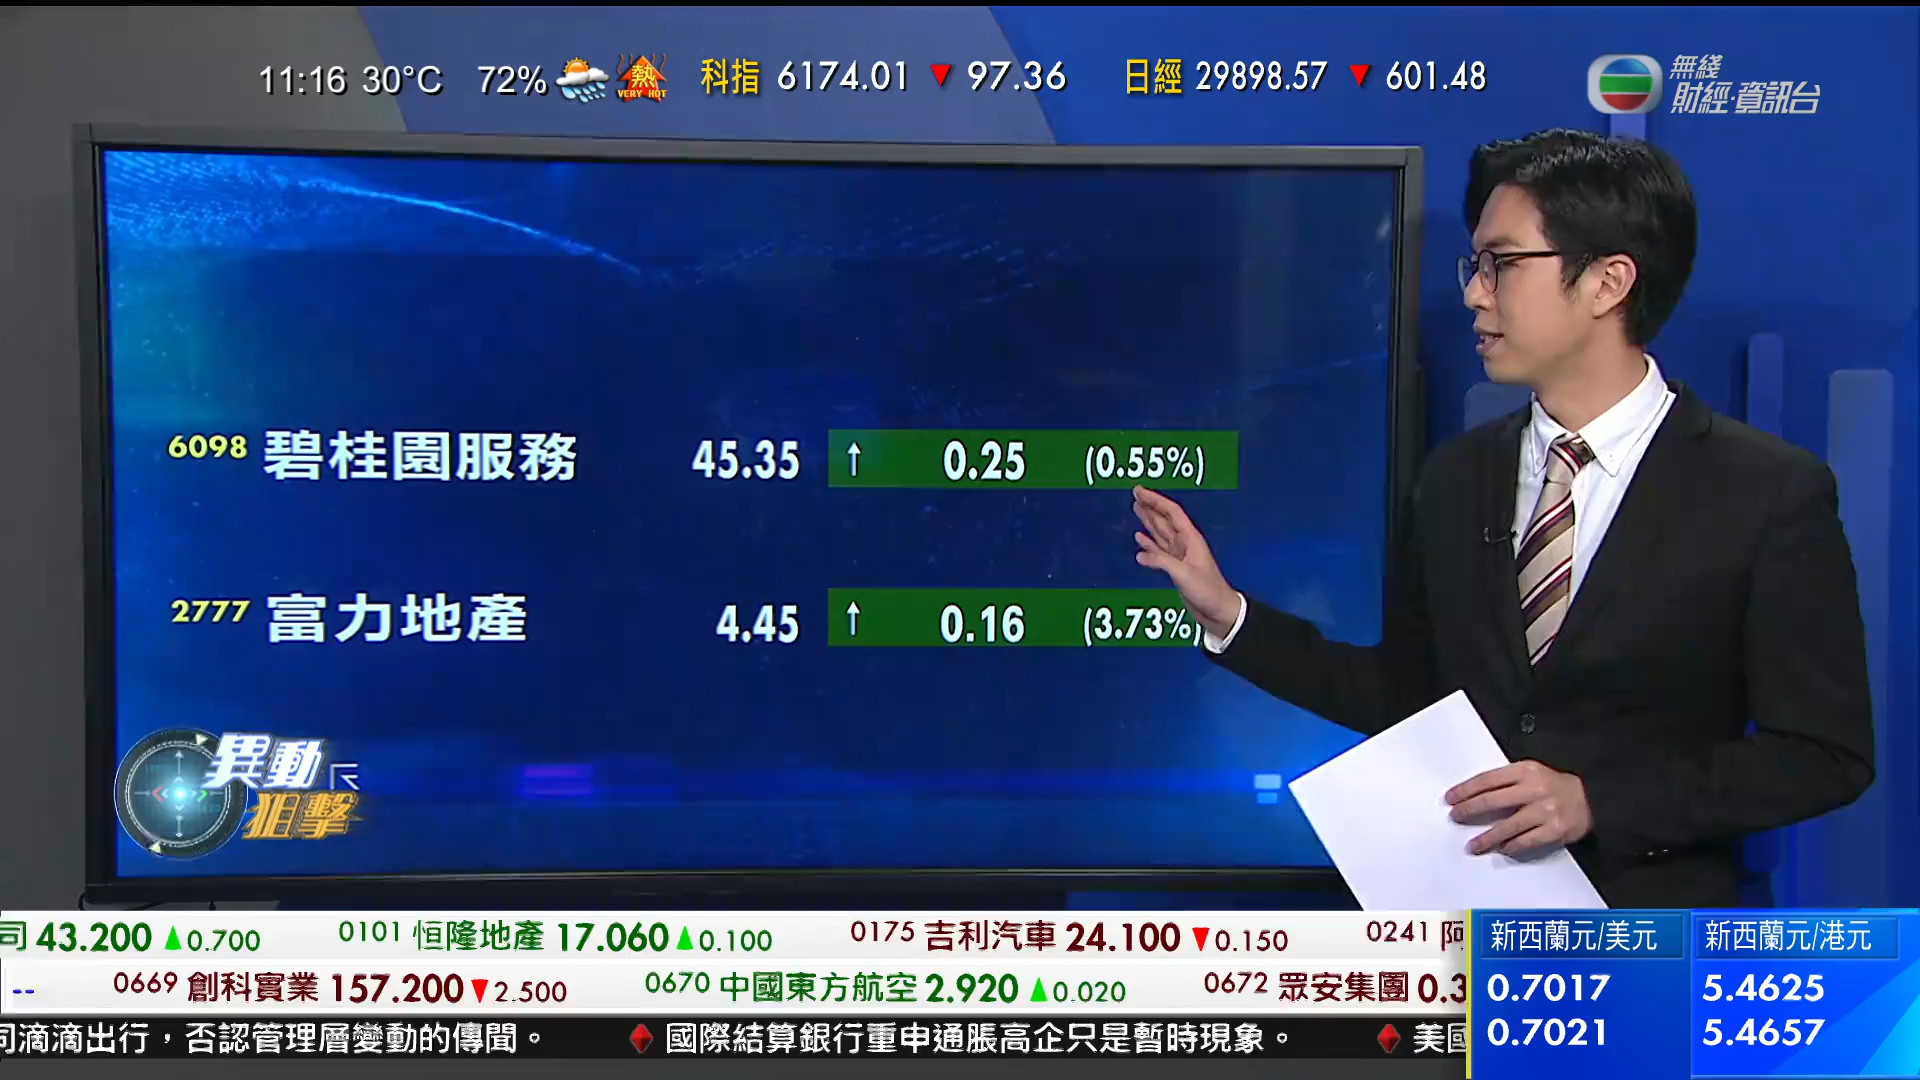 11:16 30°C 72% 熱 VERY HOT 科指 6174.01 ▼ 97.36 日經 29898.57 ▼ 601.48
無綫
財經·資訊台
6098 碧桂園服務 45.35 ↑ 0.25 (0.55%)
2777 富力地產 4.45 ↑ 0.16 (3.73%)
異動
狙擊
司 43.200 ▲0.700 0101 恒隆地產 17.060 ▲0.100 0175 吉利汽車 24.100 ▼0.150 0241
-- 0669 創科實業 157.200 ▼2.500 0670 中國東方航空 2.920 ▲0.020 0672 眾安集團 0.3
司滴滴出行，否認管理層變動的傳聞。 ◆ 國際結算銀行重申通脹高企只是暫時現象。 ◆ 美國
新西蘭元/美元
0.7017
0.7021
新西蘭元/港元
5.4625
5.4657